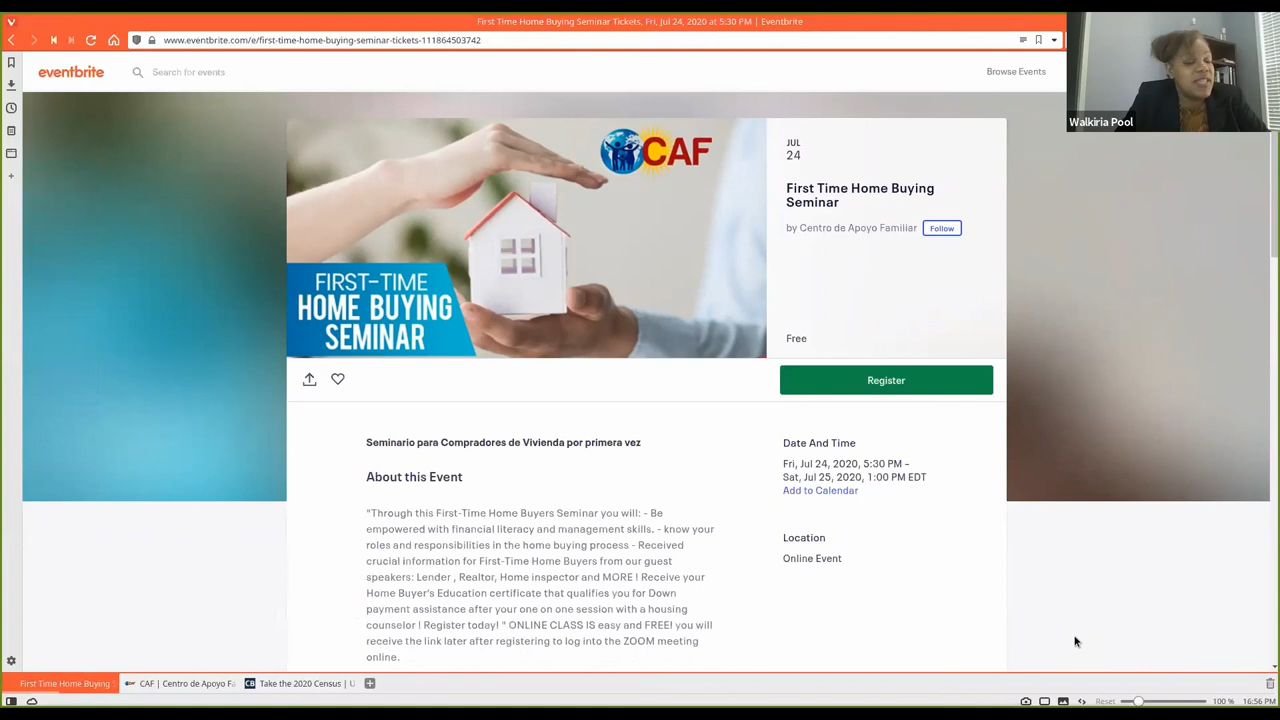 First Time Home Buying Seminar Tickets, Fri, Jul 24, 2020 at 5:30 PM | Eventbrite
www.eventbrite.com/e/first-time-home-buying-seminar-tickets-111864503742
eventbrite
Search for events
Browse Events
Walkiria Pool
CAF
FIRST-TIME
HOME BUYING
SEMINAR
JUL
24
First Time Home Buying
Seminar
by Centro de Apoyo Familiar
Follow
Free
Register
Seminario para Compradores de Vivienda por primera vez
About this Event
"Through this First-Time Home Buyers Seminar you will: - Be
empowered with financial literacy and management skills. - know your
roles and responsibilities in the home buying process - Received
crucial information for First-Time Home Buyers from our guest
speakers: Lender , Realtor, Home inspector and MORE ! Receive your
Home Buyer's Education certificate that qualifies you for Down
payment assistance after your one on one session with a housing
counselor ! Register today! " ONLINE CLASS IS easy and FREE! you will
receive the link later after registering to log into the ZOOM meeting
online.
Date And Time
Fri, Jul 24, 2020, 5:30 PM –
Sat, Jul 25, 2020, 1:00 PM EDT
Add to Calendar
Location
Online Event
First Time Home Buying
CAF | Centro de Apoyo Fa
CB
Take the 2020 Census | U
Reset
100 %
16:56 PM